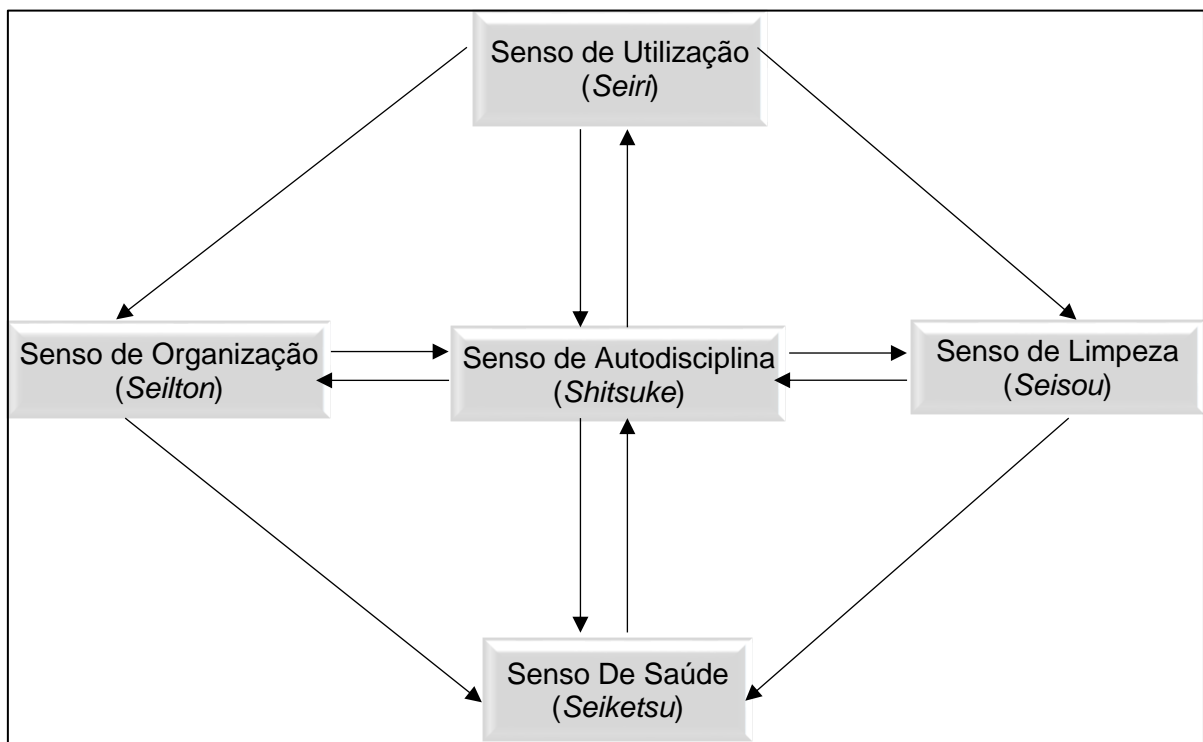 Senso de Utilização
(Seiri)
Senso de Organização
(Seilton)
Senso de Autodisciplina
(Shitsuke)
Senso de Limpeza
(Seisou)
Senso De Saúde
(Seiketsu)